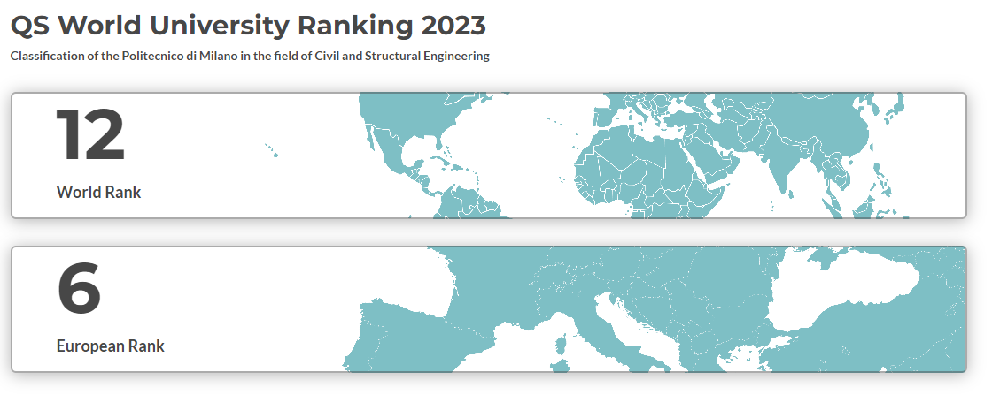 QS World University Ranking 2023
Classification of the Politecnico di Milano in the field of Civil and Structural Engineering
12
World Rank
6
European Rank